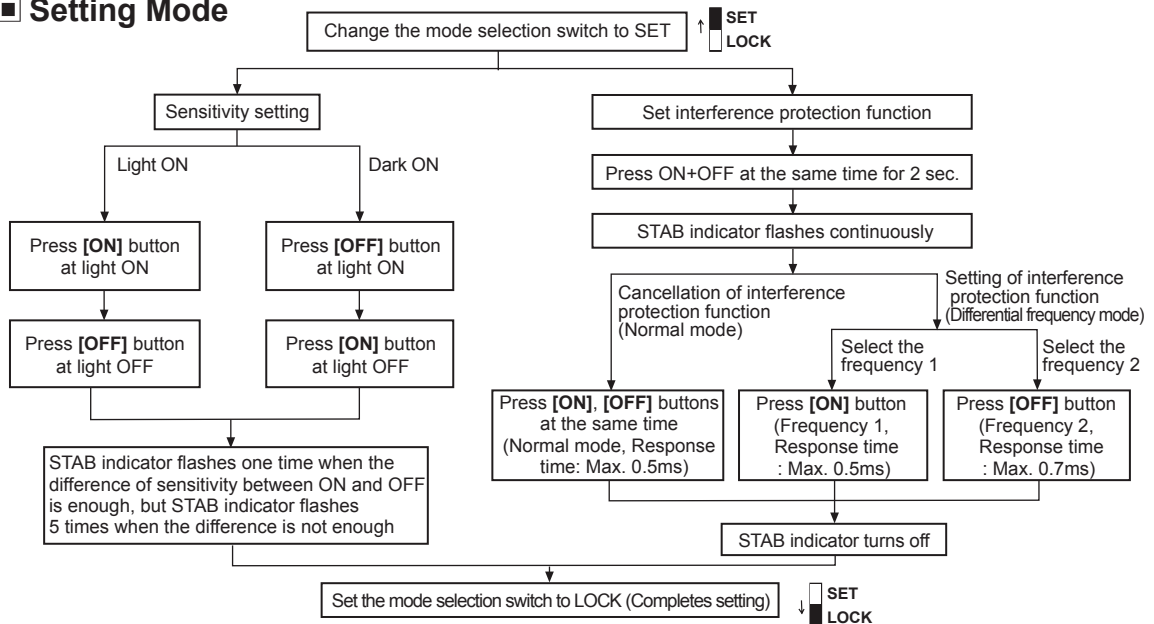 ■ Setting Mode
Change the mode selection switch to SET
↑
SET
LOCK
Sensitivity setting
Light ON
Dark ON
Press [ON] button
at light ON
Press [OFF] button
at light ON
Press [OFF] button
at light OFF
Press [ON] button
at light OFF
STAB indicator flashes one time when the
difference of sensitivity between ON and OFF
is enough, but STAB indicator flashes
5 times when the difference is not enough
Set interference protection function
Press ON+OFF at the same time for 2 sec.
STAB indicator flashes continuously
Cancellation of interference
protection function
(Normal mode)
Setting of interference
protection function
(Differential frequency mode)
Select the
frequency 1
Select the
frequency 2
Press [ON], [OFF] buttons
at the same time
(Normal mode, Response
time: Max. 0.5ms)
Press [ON] button
(Frequency 1,
Response time
: Max. 0.5ms)
Press [OFF] button
(Frequency 2,
Response time
: Max. 0.7ms)
STAB indicator turns off
Set the mode selection switch to LOCK (Completes setting)
↓
SET
LOCK